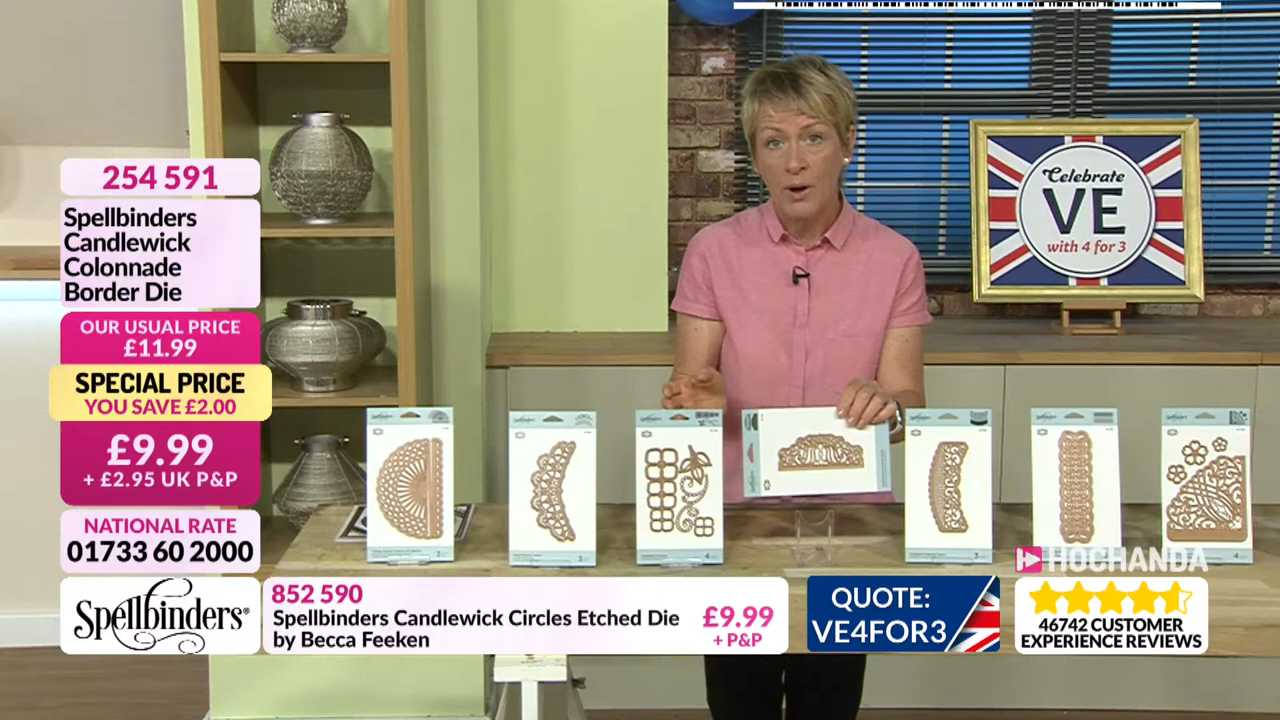 254 591
Spellbinders
Candlewick
Colonnade
Border Die
OUR USUAL PRICE
£11.99
SPECIAL PRICE
YOU SAVE £2.00
£9.99
+ £2.95 UK P&P
NATIONAL RATE
01733 60 2000
Celebrate
VE
with 4 for 3
HOCHANDA
Spellbinders®
852 590
Spellbinders Candlewick Circles Etched Die
by Becca Feeken
£9.99
+ P&P
QUOTE:
VE4FOR3
46742 CUSTOMER
EXPERIENCE REVIEWS